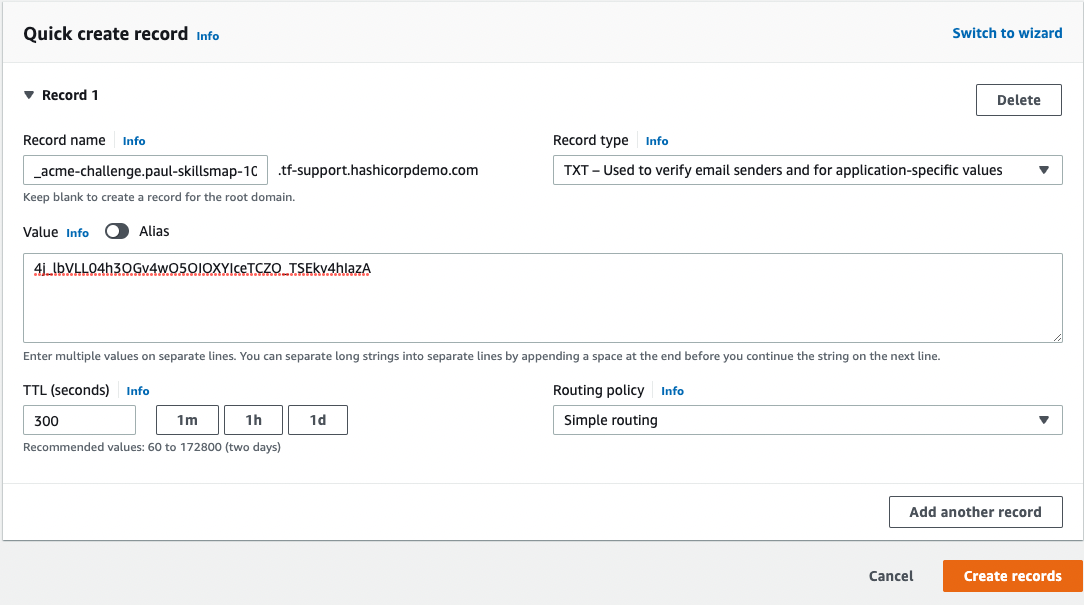 Quick create record Info
Switch to wizard
Record 1
Delete
Record name Info
_acme-challenge.paul-skillsmap-10 .tf-support.hashicorpdemo.com
Keep blank to create a record for the root domain.
Record type Info
TXT – Used to verify email senders and for application-specific values
Value Info Alias
4j_lbVLL04h3OGv4wO5OIOXYIceTCZO_TSEkv4hIazA
Enter multiple values on separate lines. You can separate long strings into separate lines by appending a space at the end before you continue the string on the next line.
TTL (seconds) Info
300 1m 1h 1d
Recommended values: 60 to 172800 (two days)
Routing policy Info
Simple routing
Add another record
Cancel
Create records